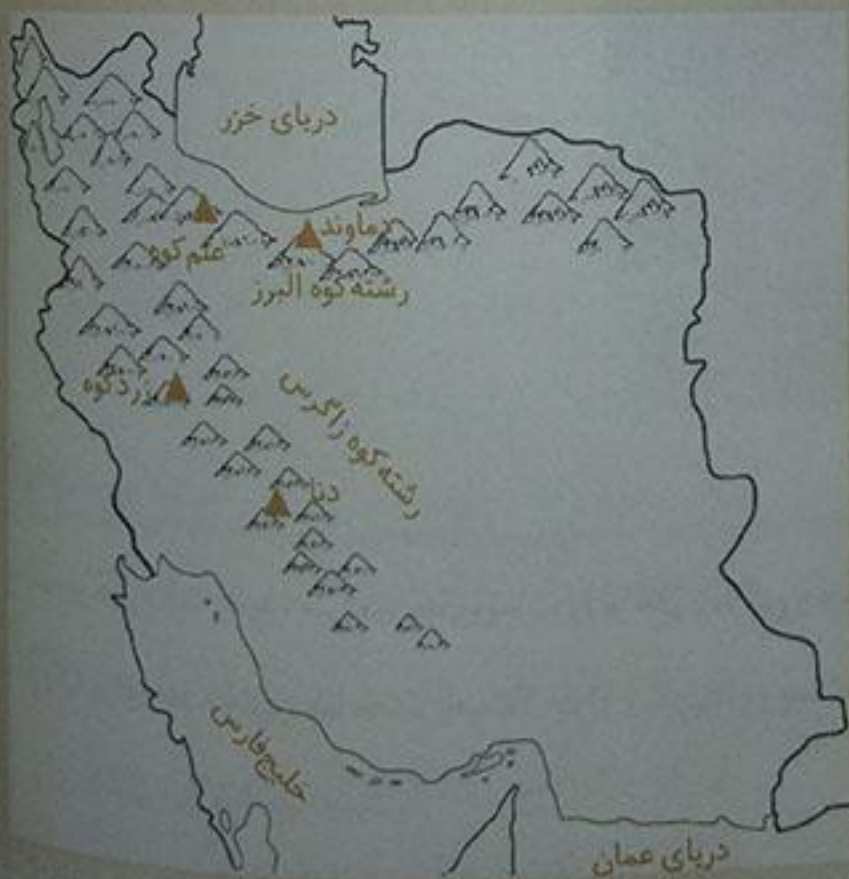 دریای خزر
دماوند
علم کوه
رشته کوه البرز
زردکوه
رشته کوه زاگرس
دنا
خلیج فارس
دریای عمان